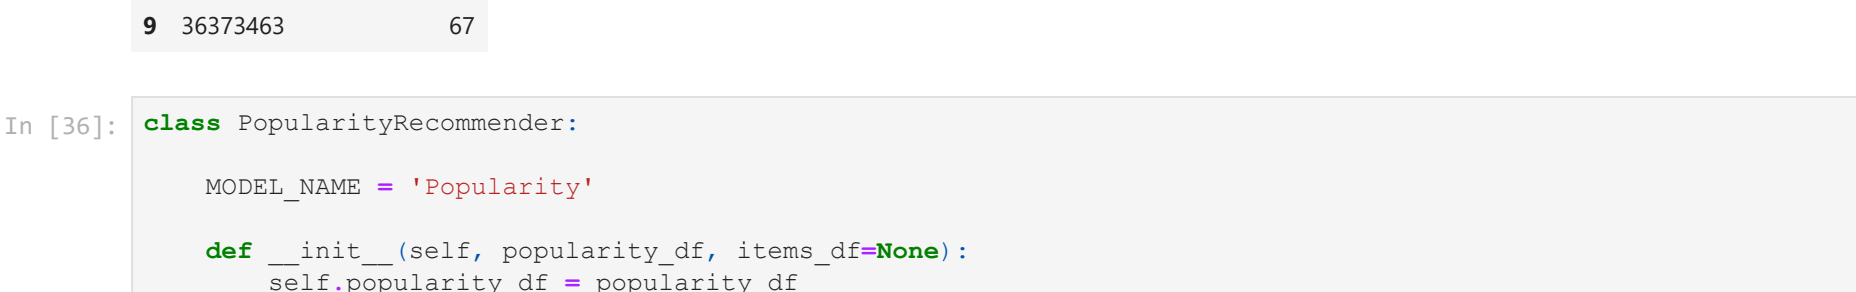 9 36373463 67
In [36]: class PopularityRecommender:
MODEL_NAME = 'Popularity'
def __init__(self, popularity_df, items_df=None):
self.popularity_df = popularity_df